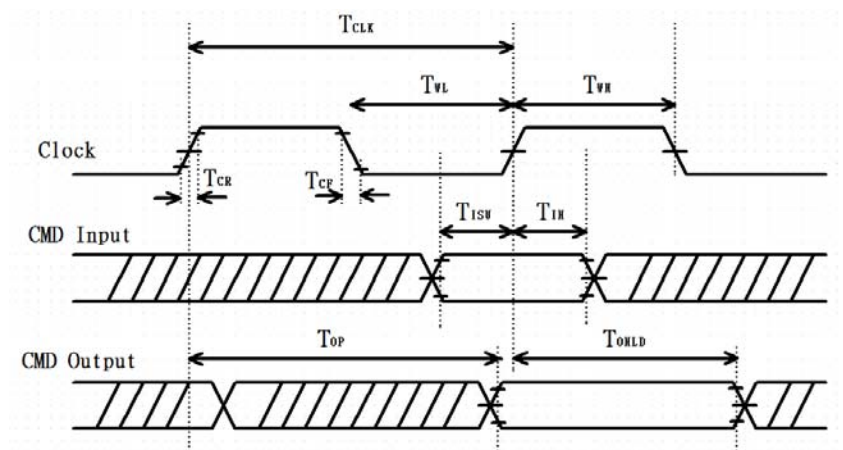 TCLK
TWL TWH
Clock
TCR TCF
TISU TIH
CMD Input
TOP TOHLD
CMD Output